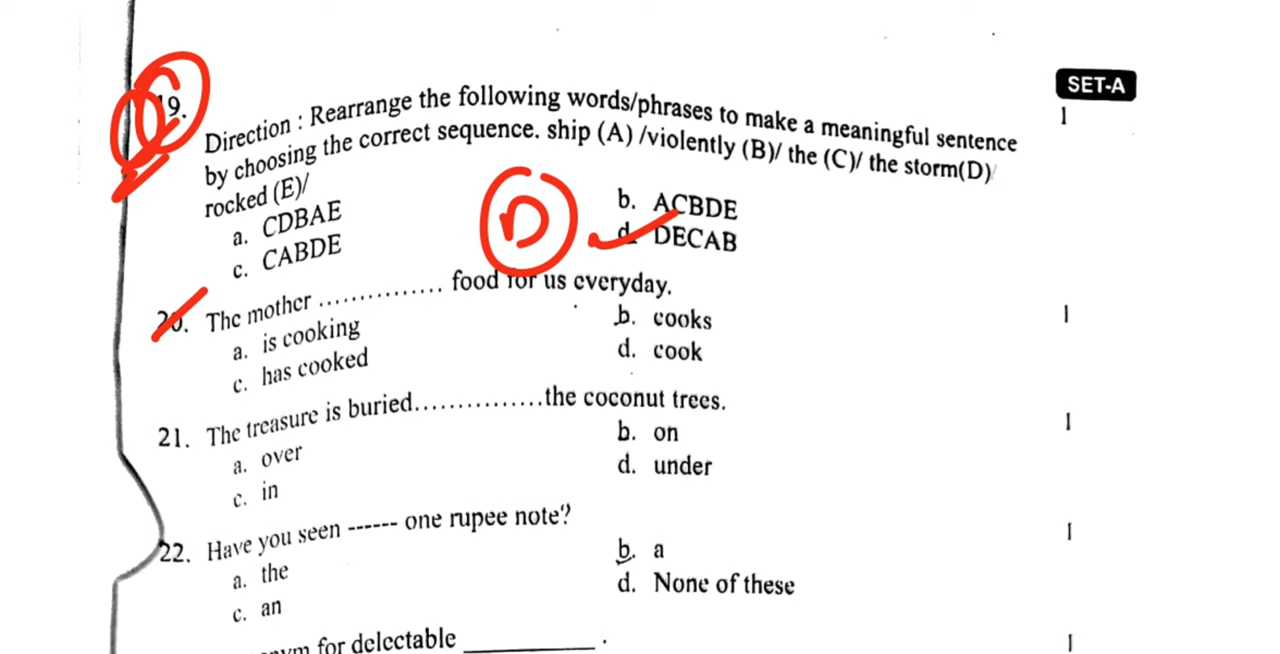 SET-A
19. Direction : Rearrange the following words/phrases to make a meaningful sentence 1
by choosing the correct sequence. ship (A) /violently (B)/ the (C)/ the storm(D)/
rocked (E)/
a. CDBAE b. ACBDE
c. CABDE d. DECAB
D
20. The mother ............... food for us everyday. 1
a. is cooking b. cooks
c. has cooked d. cook
21. The treasure is buried...............the coconut trees. 1
a. over b. on
c. in d. under
22. Have you seen ------ one rupee note? 1
a. the b. a
c. an d. None of these
for delectable __________ . 1